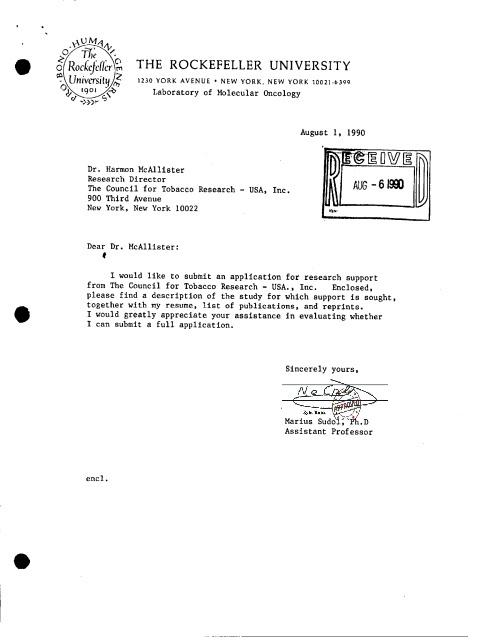 PRO · BONO · HUMANI · GENERIS
The
Rockefeller
University
1901
THE ROCKEFELLER UNIVERSITY
1230 YORK AVENUE • NEW YORK, NEW YORK 10021-6399
Laboratory of Molecular Oncology
August 1, 1990
RECEIVED
AUG - 6 1990
Dr. Harmon McAllister
Research Director
The Council for Tobacco Research - USA, Inc.
900 Third Avenue
New York, New York 10022
Dear Dr. McAllister:
I would like to submit an application for research support
from The Council for Tobacco Research - USA., Inc. Enclosed,
please find a description of the study for which support is sought,
together with my resume, list of publications, and reprints.
I would greatly appreciate your assistance in evaluating whether
I can submit a full application.
Sincerely yours,
Marius Sudol, Ph.D
Assistant Professor
encl.